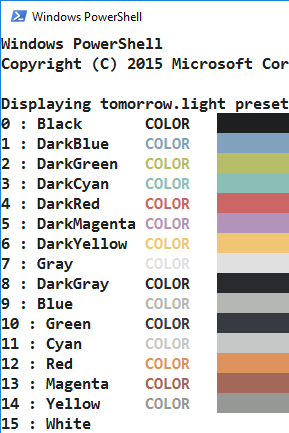 Windows PowerShell
Windows PowerShell
Copyright (C) 2015 Microsoft Cor
Displaying tomorrow.light preset
0 : Black COLOR
1 : DarkBlue COLOR
2 : DarkGreen COLOR
3 : DarkCyan COLOR
4 : DarkRed COLOR
5 : DarkMagenta COLOR
6 : DarkYellow COLOR
7 : Gray COLOR
8 : DarkGray COLOR
9 : Blue COLOR
10 : Green COLOR
11 : Cyan COLOR
12 : Red COLOR
13 : Magenta COLOR
14 : Yellow COLOR
15 : White